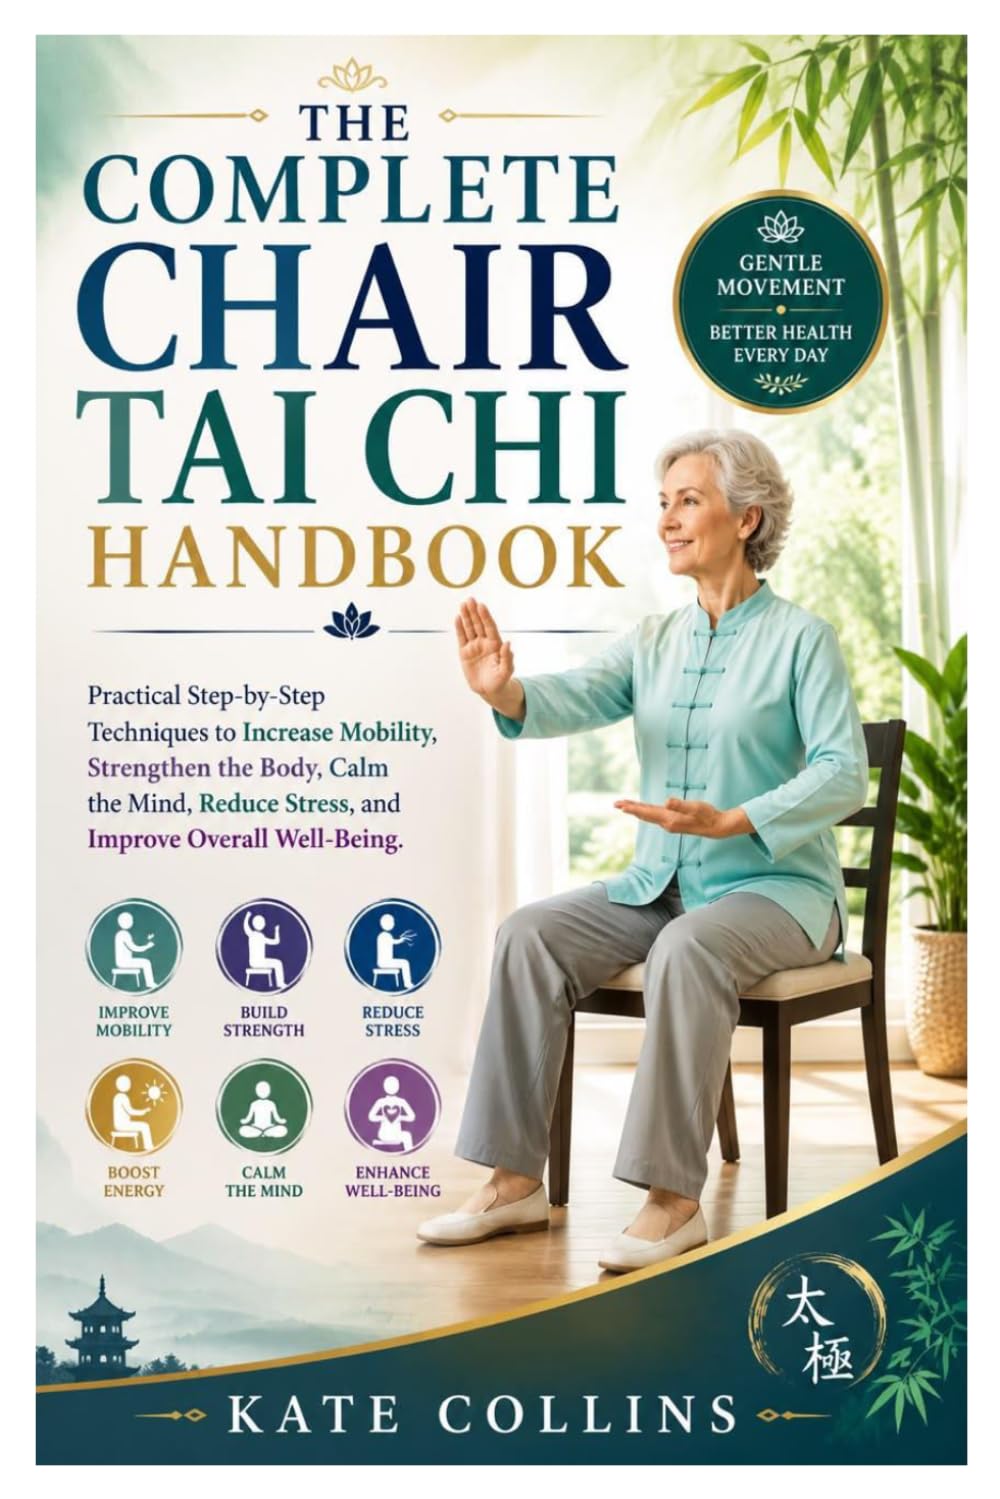 THE
COMPLETE
CHAIR
TAI CHI
HANDBOOK
GENTLE
MOVEMENT
BETTER HEALTH
EVERY DAY
Practical Step-by-Step
Techniques to Increase Mobility,
Strengthen the Body, Calm
the Mind, Reduce Stress, and
Improve Overall Well-Being.
IMPROVE
MOBILITY
BUILD
STRENGTH
REDUCE
STRESS
BOOST
ENERGY
CALM
THE MIND
ENHANCE
WELL-BEING
太
極
KATE COLLINS